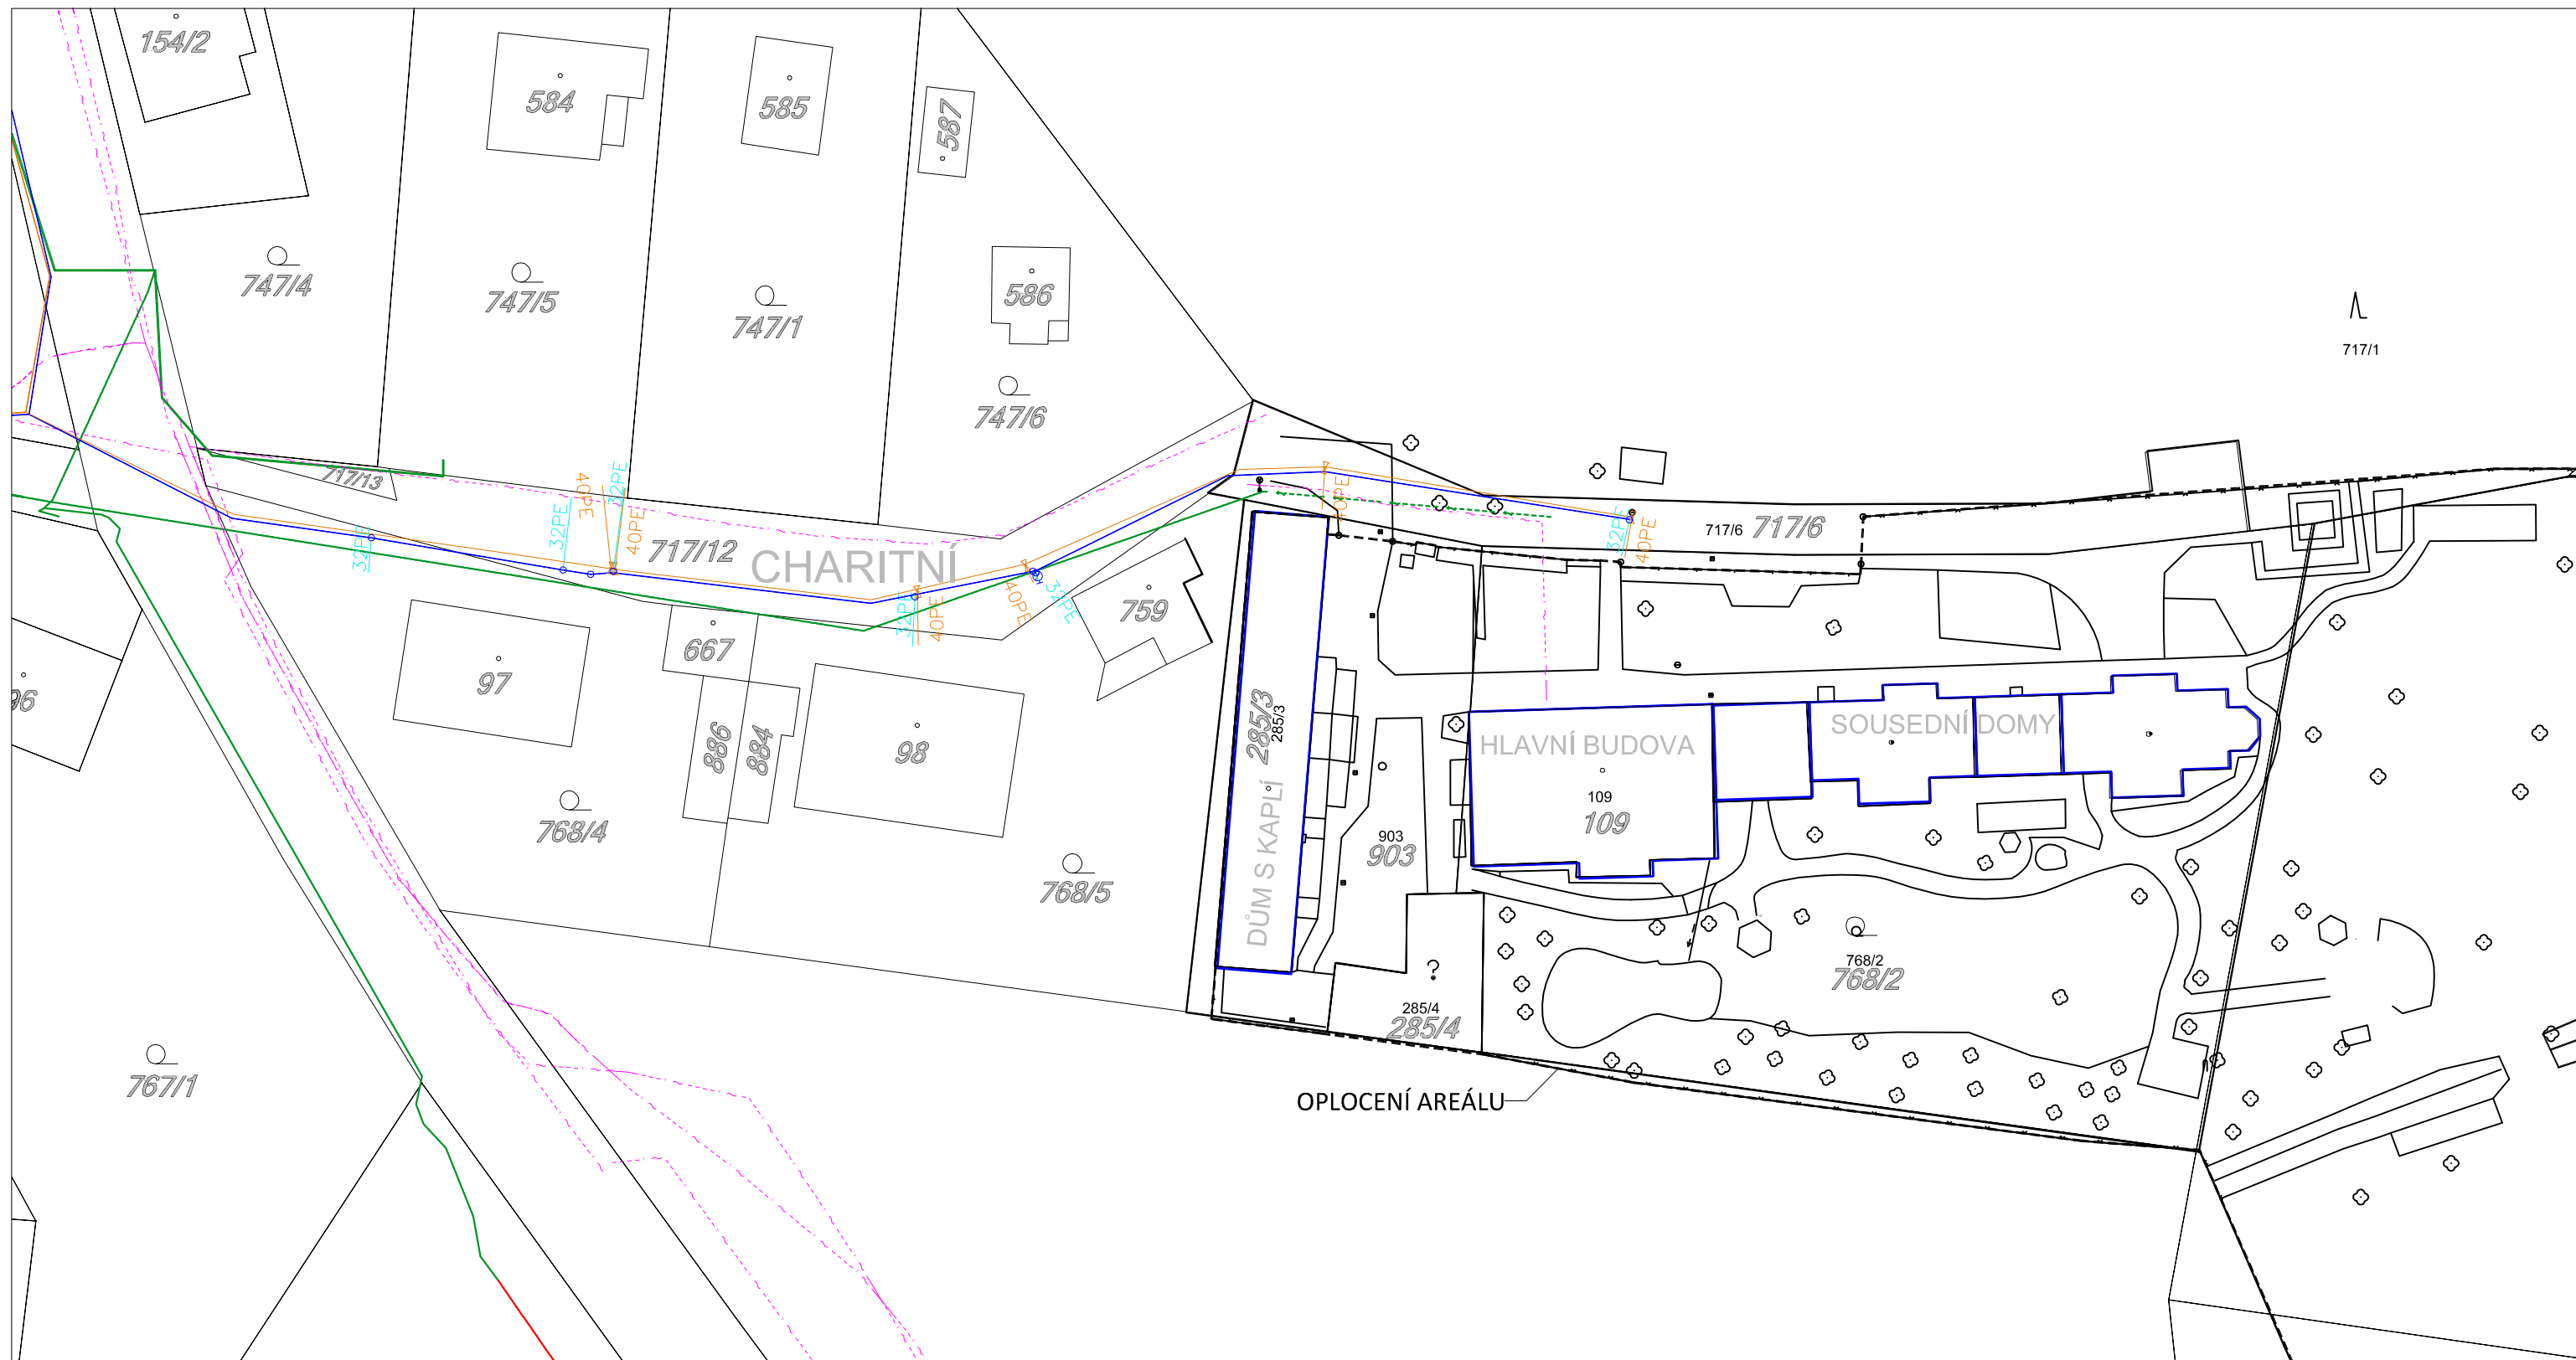 154/2
584
585
587
747/4
747/5
747/1
586
747/6
717/1
717/13
40PE
32PE
32PE
32PE
40PE
717/12
CHARITNÍ
40PE
32PE
40PE
717/6
717/6
32PE
40PE
40PE
32PE
759
667
97
96
886
884
98
285/3
285/3
HLAVNÍ BUDOVA
SOUSEDNÍ DOMY
109
109
DŮM S KAPLÍ
903
903
768/4
768/5
768/2
768/2
?
285/4
285/4
767/1
OPLOCENÍ AREÁLU